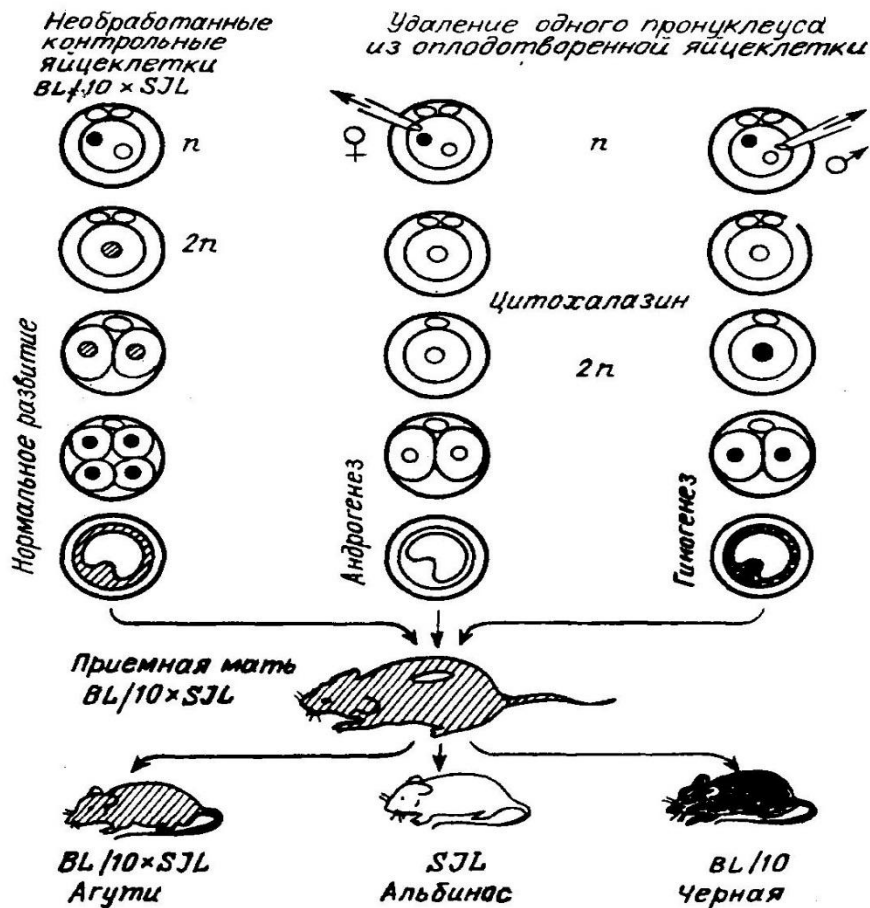 Необработанные
контрольные
яйцеклетки
BL/10 × SJL
Удаление одного пронуклеуса
из оплодотворенной яйцеклетки
n
♀
n
♂
2n
Цитохалазин
2n
Нормальное развитие
Андрогенез
Гиногенез
Приемная мать
BL/10×SJL
BL/10×SJL
Агути
SJL
Альбинос
BL/10
Черная